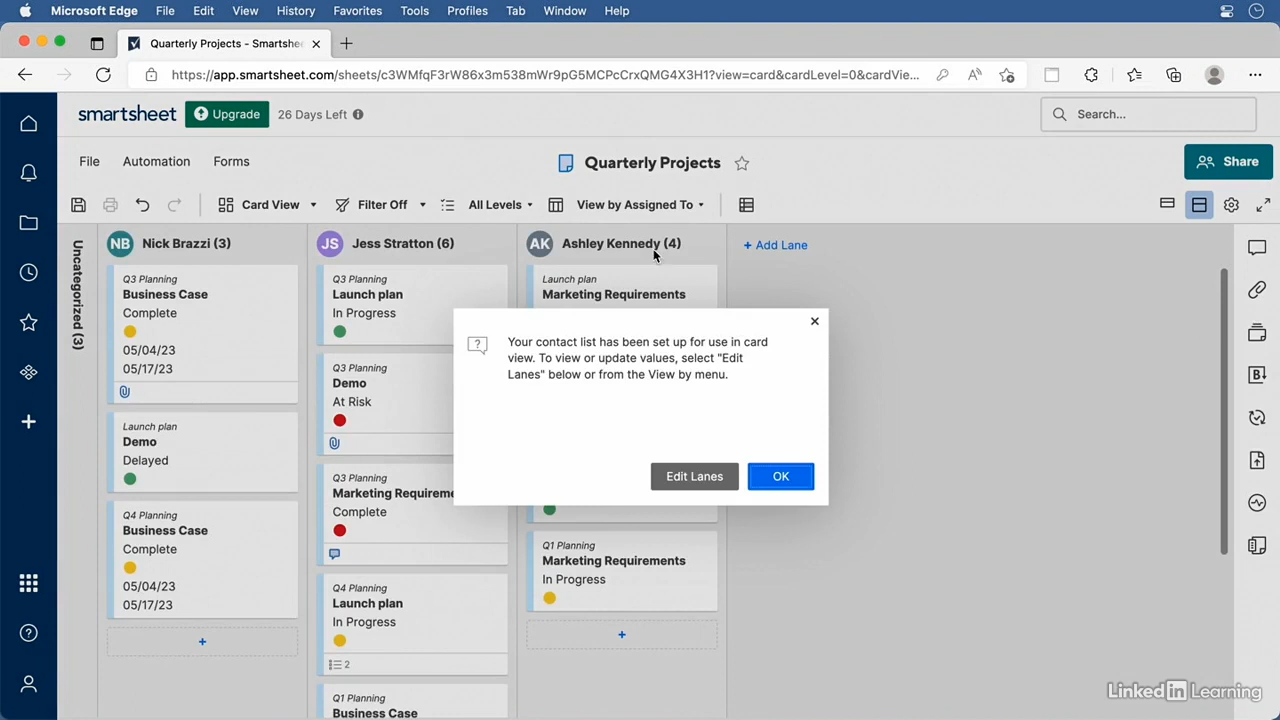 Microsoft Edge File Edit View History Favorites Tools Profiles Tab Window Help
Quarterly Projects - Smartshe
https://app.smartsheet.com/sheets/c3WMfqF3rW86x3m538mWr9pG5MCPcCrxQMG4X3H1?view=card&cardLevel=0&cardVie...
smartsheet Upgrade 26 Days Left Search...
File Automation Forms Quarterly Projects Share
Card View Filter Off All Levels View by Assigned To
Uncategorized (3)
NB Nick Brazzi (3)
Q3 Planning
Business Case
Complete
05/04/23
05/17/23
Launch plan
Demo
Delayed
Q4 Planning
Business Case
Complete
05/04/23
05/17/23
+
JS Jess Stratton (6)
Q3 Planning
Launch plan
In Progress
Q3 Planning
Demo
At Risk
Q3 Planning
Marketing Requireme
Complete
Q4 Planning
Launch plan
In Progress
2
Q1 Planning
Business Case
AK Ashley Kennedy (4)
Launch plan
Marketing Requirements
Q1 Planning
Marketing Requirements
In Progress
+
+ Add Lane
Your contact list has been set up for use in card
view. To view or update values, select "Edit
Lanes" below or from the View by menu.
Edit Lanes OK
LinkedIn Learning